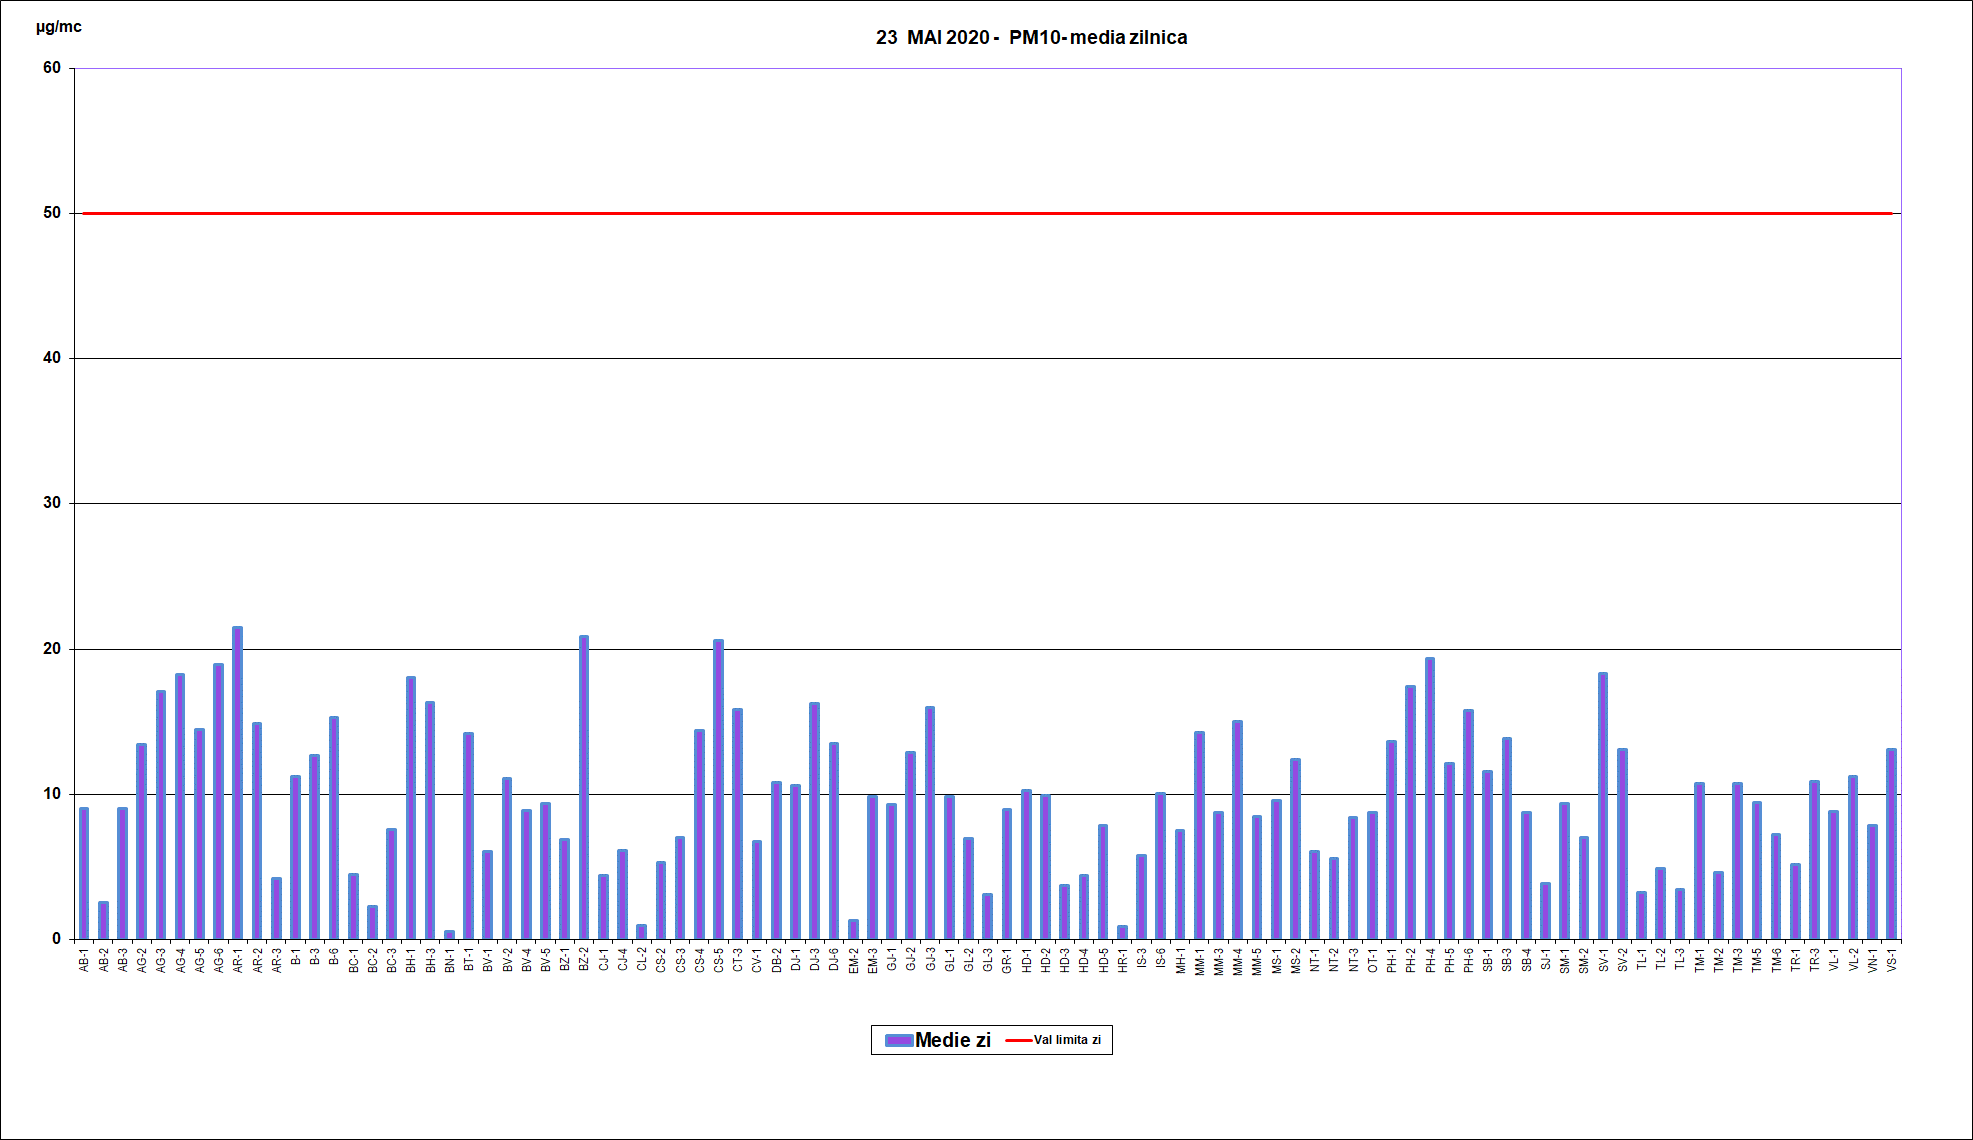 µg/mc
23 MAI 2020 - PM10- media zilnica
60
50
40
30
20
10
0
AB-1 AB-2 AB-3 AG-2 AG-3 AG-4 AG-5 AG-6 AR-1 AR-2 AR-3 B-1 B-3 B-6 BC-1 BC-2 BC-3 BH-1 BH-3 BN-1 BT-1 BV-1 BV-2 BV-4 BV-5 BZ-1 BZ-2 CJ-1 CJ-4 CL-2 CS-2 CS-3 CS-4 CS-5 CT-3 CV-1 DB-2 DJ-1 DJ-3 DJ-6 EM-2 EM-3 GJ-1 GJ-2 GJ-3 GL-1 GL-2 GL-3 GR-1 HD-1 HD-2 HD-3 HD-4 HD-5 HR-1 IS-3 IS-6 MH-1 MM-1 MM-3 MM-4 MM-5 MS-1 MS-2 NT-1 NT-2 NT-3 OT-1 PH-1 PH-2 PH-4 PH-5 PH-6 SB-1 SB-3 SB-4 SJ-1 SM-1 SM-2 SV-1 SV-2 TL-1 TL-2 TL-3 TM-1 TM-2 TM-3 TM-5 TM-6 TR-1 TR-3 VL-1 VL-2 VN-1 VS-1
Medie zi Val limita zi